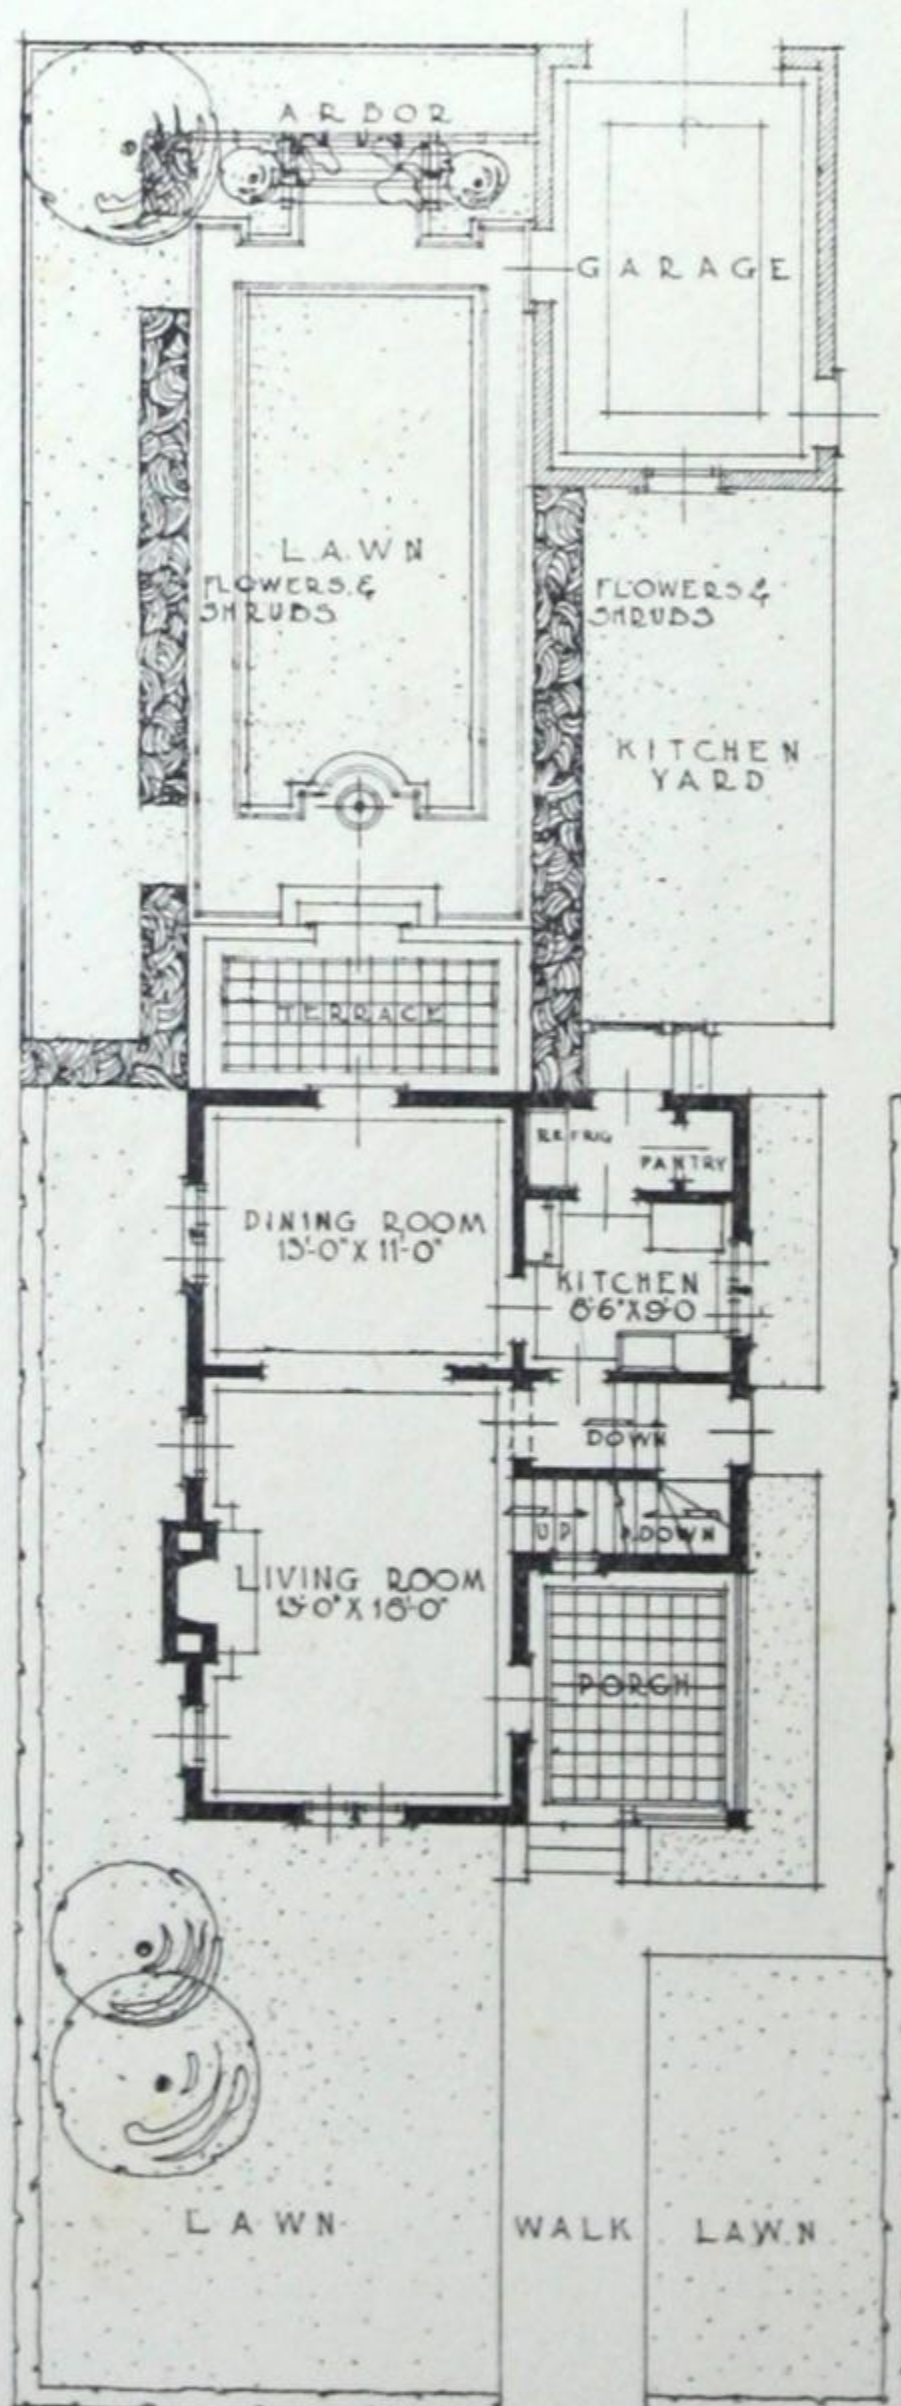 ARBOR
GARAGE
LAWN
FLOWERS &
SHRUBS
FLOWERS &
SHRUBS
KITCHEN
YARD
TERRACE
REFRIG
PANTRY
DINING ROOM
13'-0" X 11'-0"
KITCHEN
8'6" X 9'-0
DOWN
UP
DOWN
LIVING ROOM
13'-0" X 18'-0"
PORCH
LAWN
WALK
LAWN